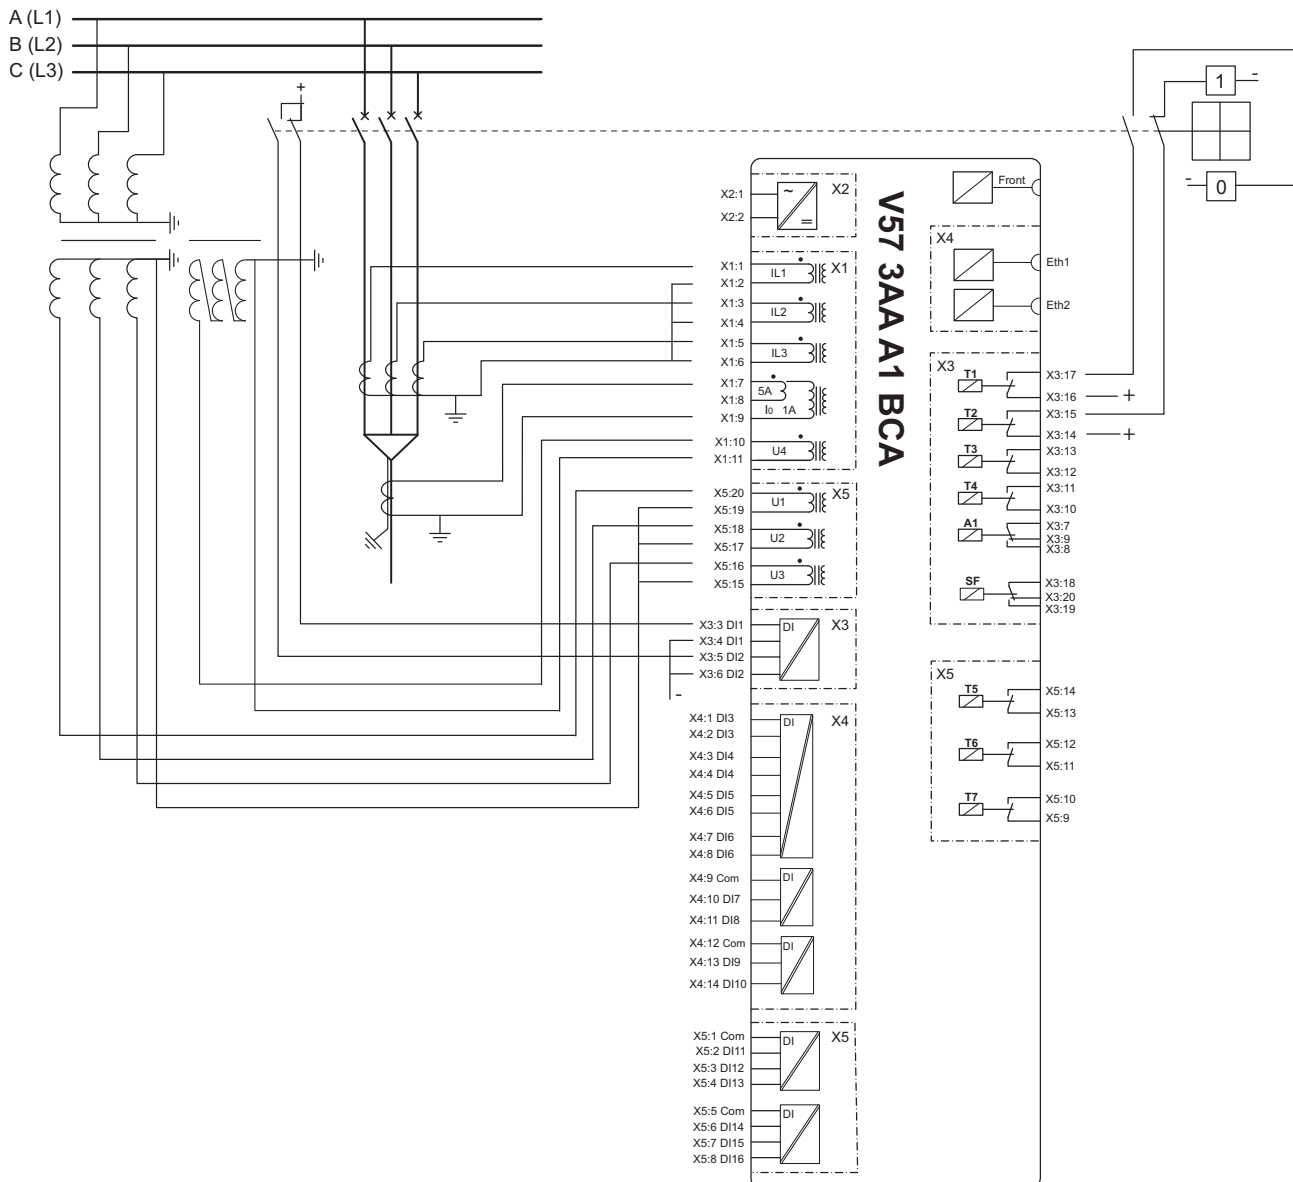 A (L1)
B (L2)
C (L3)
+
1
-
-
0
V57 3AA A1 BCA
X2:1
X2:2
X2
~
=
X1:1
X1:2
X1:3
X1:4
X1:5
X1:6
X1:7
X1:8
X1:9
X1:10
X1:11
X1
IL1
IL2
IL3
5A
I0 1A
U4
X5:20
X5:19
X5:18
X5:17
X5:16
X5:15
X5
U1
U2
U3
X3:3 DI1
X3:4 DI1
X3:5 DI2
X3:6 DI2
-
DI
X3
X4:1 DI3
X4:2 DI3
X4:3 DI4
X4:4 DI4
X4:5 DI5
X4:6 DI5
X4:7 DI6
X4:8 DI6
DI
X4
X4:9 Com
X4:10 DI7
X4:11 DI8
DI
X4:12 Com
X4:13 DI9
X4:14 DI10
DI
X5:1 Com
X5:2 DI11
X5:3 DI12
X5:4 DI13
DI
X5
X5:5 Com
X5:6 DI14
X5:7 DI15
X5:8 DI16
DI
Front
X4
Eth1
Eth2
X3
T1
X3:17
X3:16
+
T2
X3:15
X3:14
+
T3
X3:13
X3:12
T4
X3:11
X3:10
A1
X3:7
X3:9
X3:8
SF
X3:18
X3:20
X3:19
X5
T5
X5:14
X5:13
T6
X5:12
X5:11
T7
X5:10
X5:9